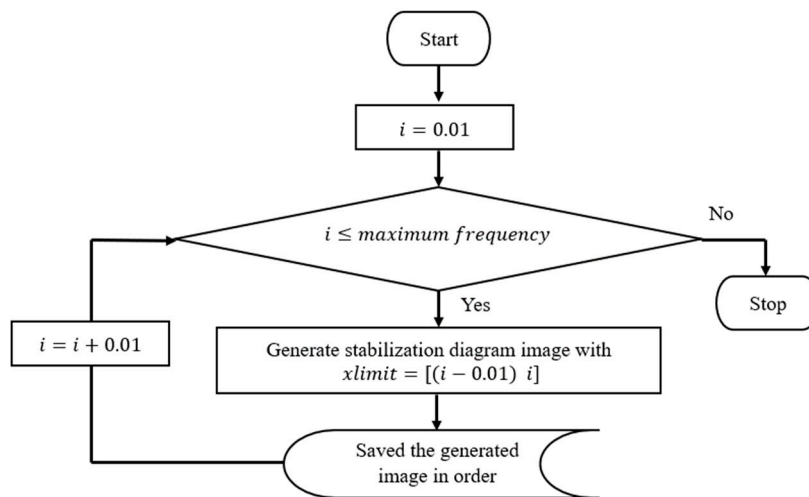 Start
i = 0.01
i ≤ maximum frequency
No
Yes
Stop
i = i + 0.01
Generate stabilization diagram image with
xlimit = [(i − 0.01) i]
Saved the generated
image in order